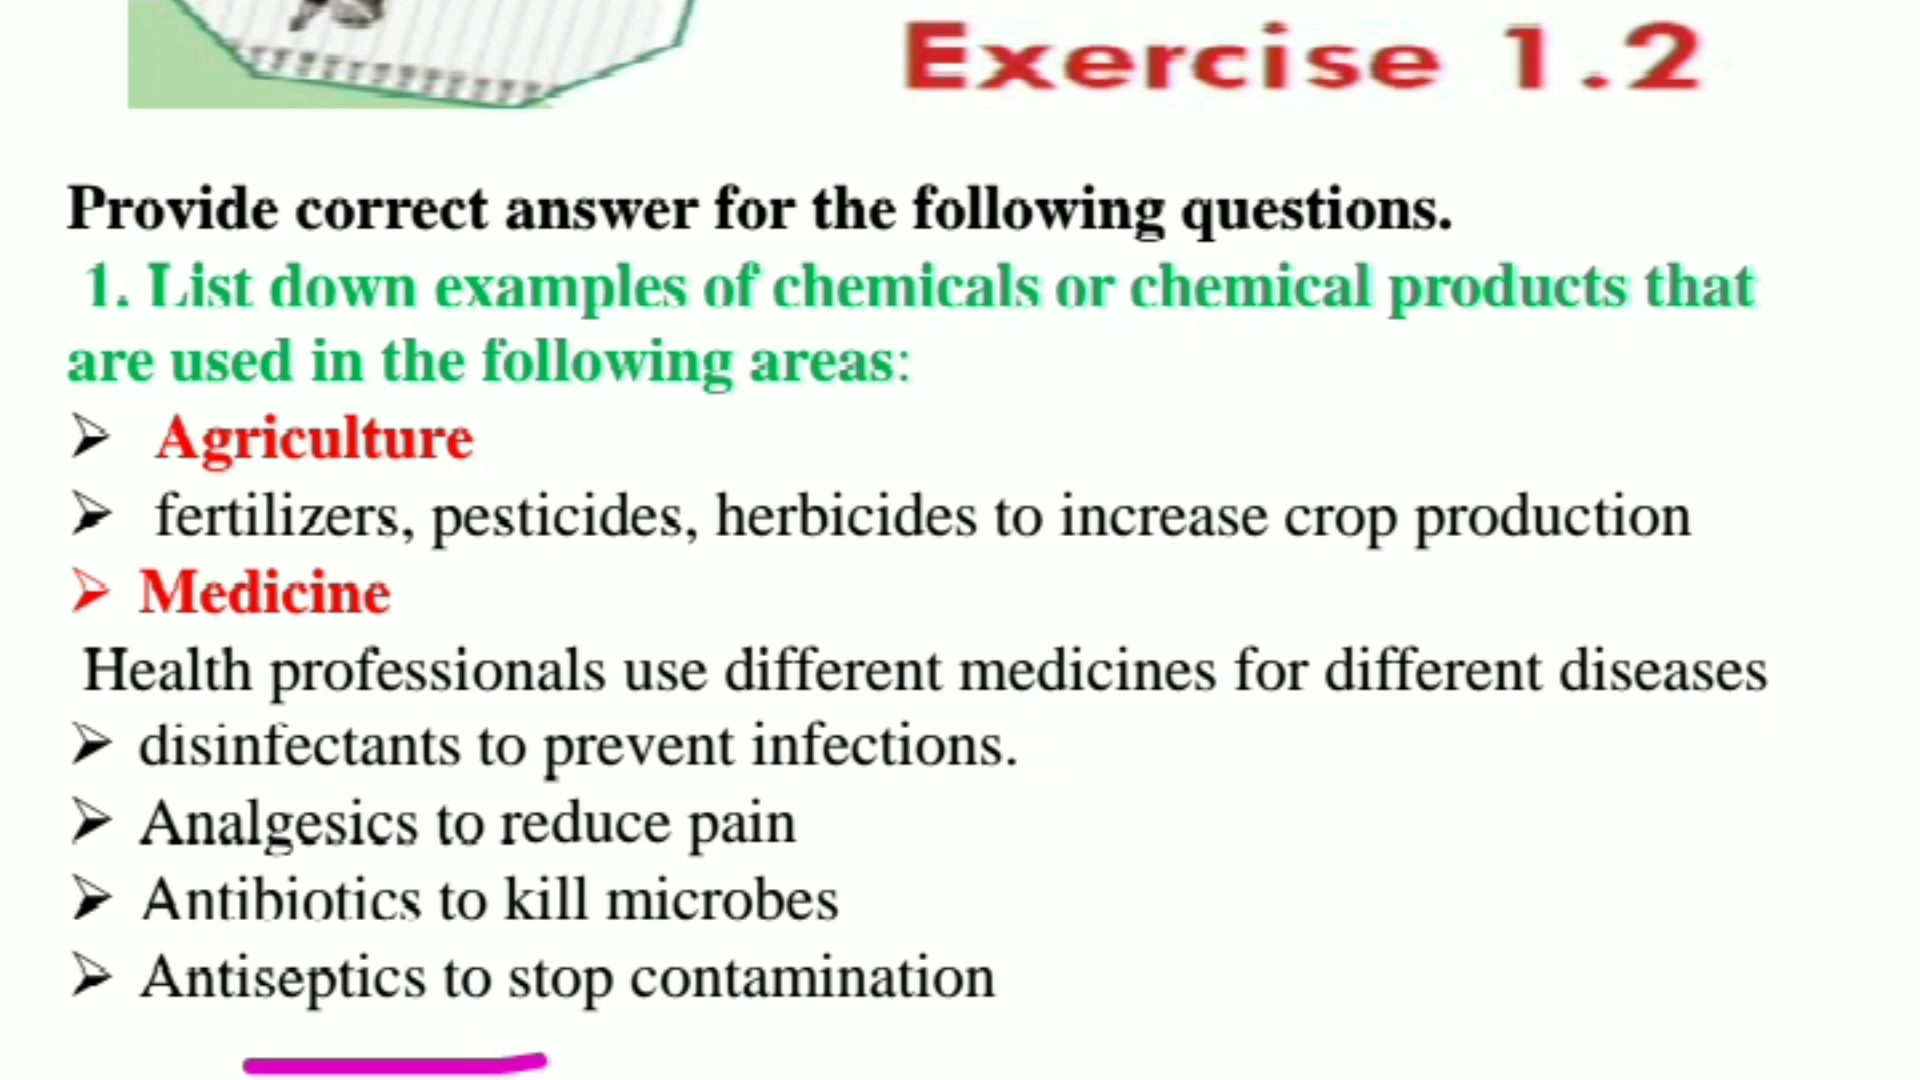 Exercise 1.2
Provide correct answer for the following questions.
1. List down examples of chemicals or chemical products that
are used in the following areas:
➢ Agriculture
➢ fertilizers, pesticides, herbicides to increase crop production
➢ Medicine
Health professionals use different medicines for different diseases
➢ disinfectants to prevent infections.
➢ Analgesics to reduce pain
➢ Antibiotics to kill microbes
➢ Antiseptics to stop contamination